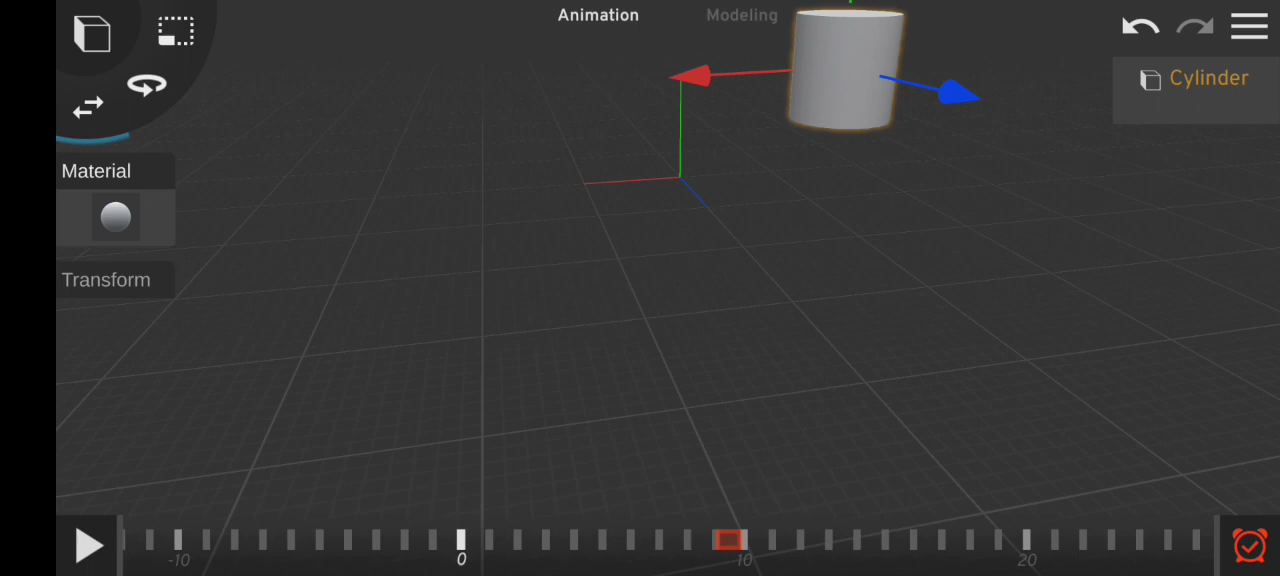 Animation
Modeling
Cylinder
Material
Transform
-10
0
10
20